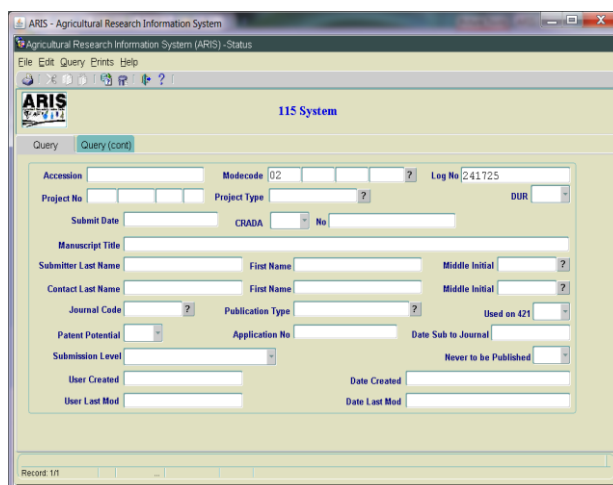 ARIS - Agricultural Research Information System
Agricultural Research Information System (ARIS) -Status
File Edit Query Prints Help
ARIS
115 System
Query Query (cont)
Accession Modecode 02 ? Log No 241725
Project No Project Type ? DUR
Submit Date CRADA No
Manuscript Title
Submitter Last Name First Name Middle Initial ?
Contact Last Name First Name Middle Initial ?
Journal Code ? Publication Type ? Used on 421
Patent Potential Application No Date Sub to Journal
Submission Level Never to be Published
User Created Date Created
User Last Mod Date Last Mod
Record: 1/1 ...